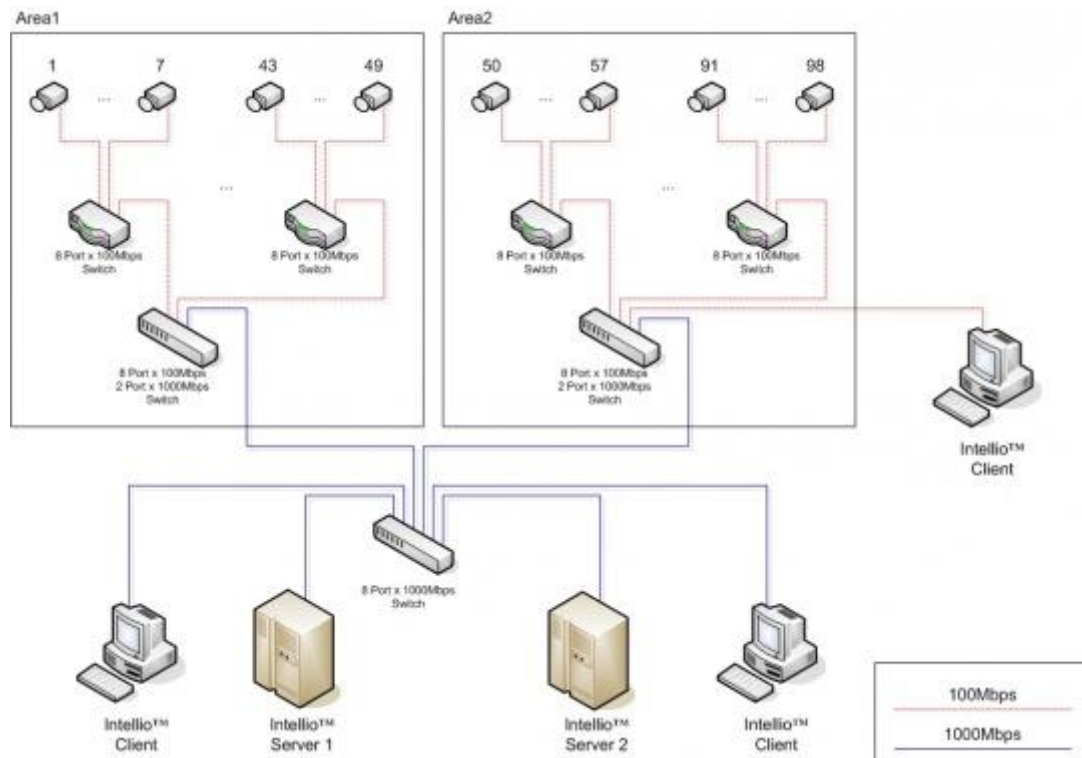 Area1
Area2
1
7
43
49
50
57
91
98
...
...
...
...
...
...
8 Port x 100Mbps
Switch
8 Port x 100Mbps
Switch
8 Port x 100Mbps
Switch
8 Port x 100Mbps
Switch
8 Port x 100Mbps
2 Port x 1000Mbps
Switch
8 Port x 100Mbps
2 Port x 1000Mbps
Switch
Intellio™
Client
8 Port x 1000Mbps
Switch
Intellio™
Client
Intellio™
Server 1
Intellio™
Server 2
Intellio™
Client
100Mbps
1000Mbps